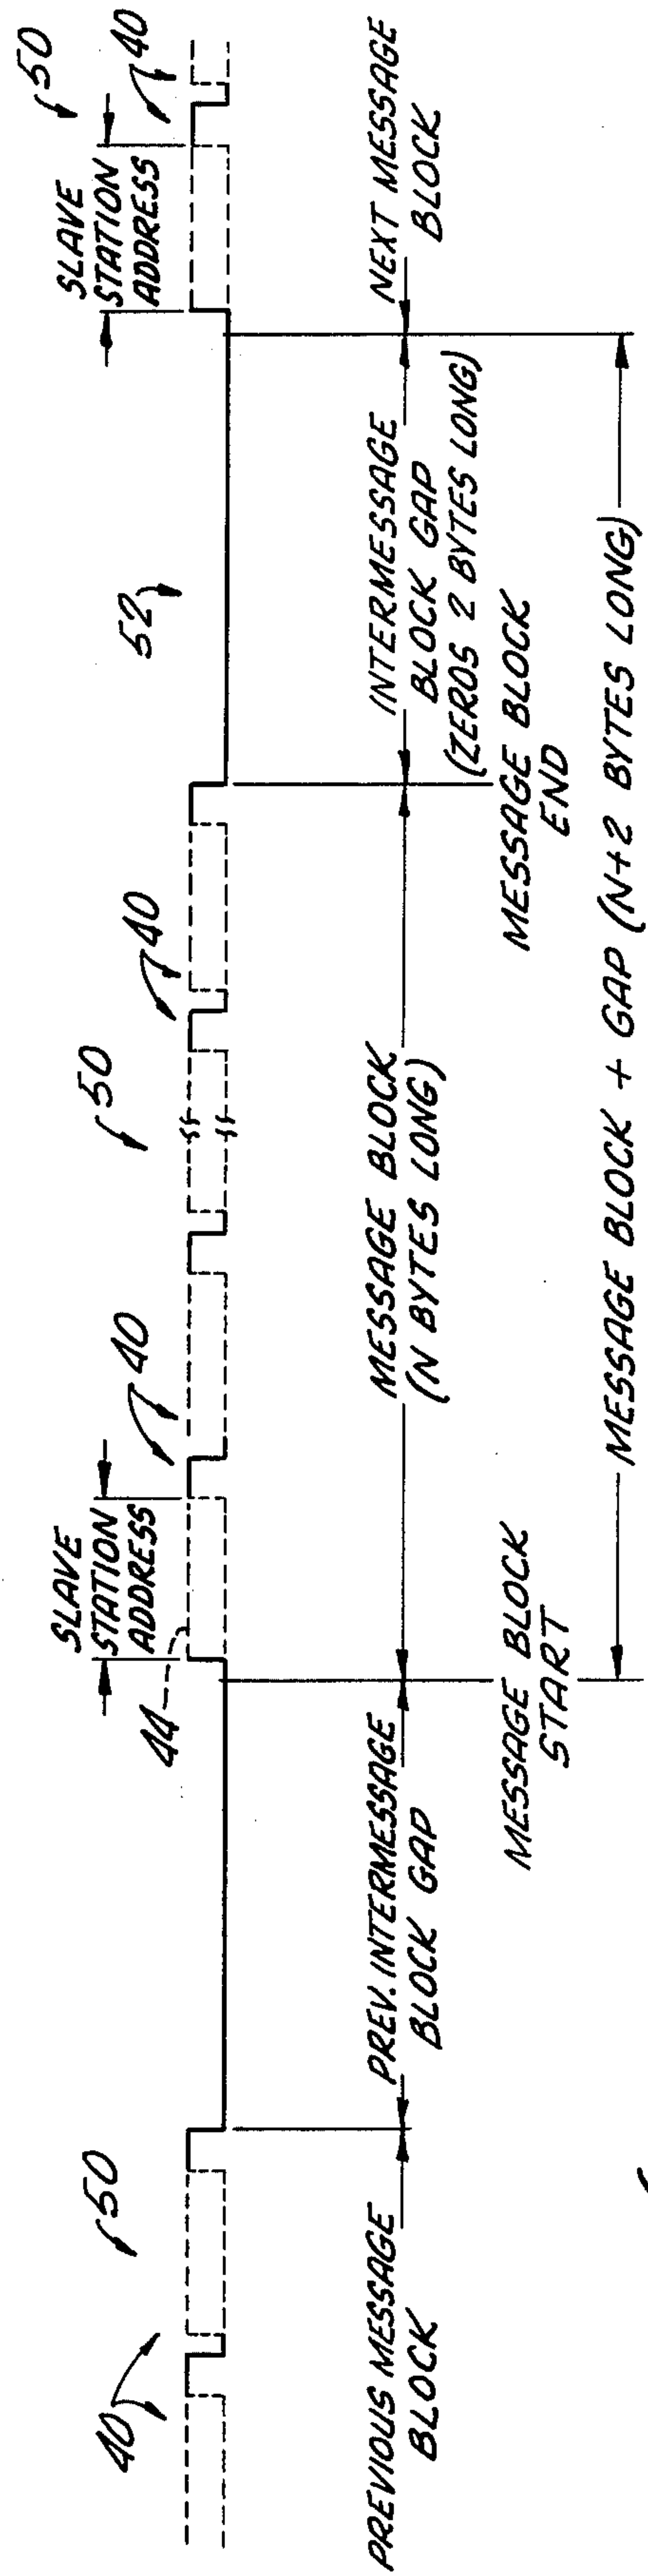 40
50
44
SLAVE
STATION
ADDRESS
40
50
40
52
SLAVE
STATION
ADDRESS
50
40
PREVIOUS MESSAGE
BLOCK
PREV. INTERMESSAGE
BLOCK GAP
MESSAGE BLOCK
(N BYTES LONG)
INTERMESSAGE
BLOCK GAP
(ZEROS 2 BYTES LONG)
NEXT MESSAGE
BLOCK
MESSAGE BLOCK
START
MESSAGE BLOCK
END
MESSAGE BLOCK + GAP (N+2 BYTES LONG)